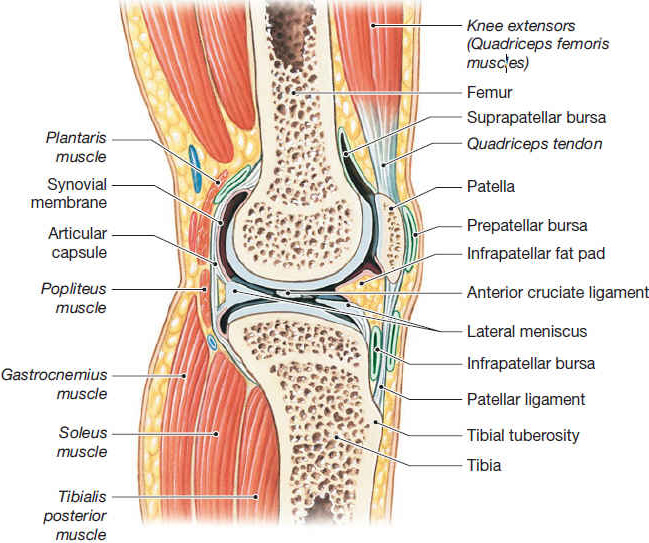 Knee extensors
(Quadriceps femoris
muscles)
Femur
Suprapatellar bursa
Quadriceps tendon
Patella
Prepatellar bursa
Infrapatellar fat pad
Anterior cruciate ligament
Lateral meniscus
Infrapatellar bursa
Patellar ligament
Tibial tuberosity
Tibia
Plantaris
muscle
Synovial
membrane
Articular
capsule
Popliteus
muscle
Gastrocnemius
muscle
Soleus
muscle
Tibialis
posterior
muscle